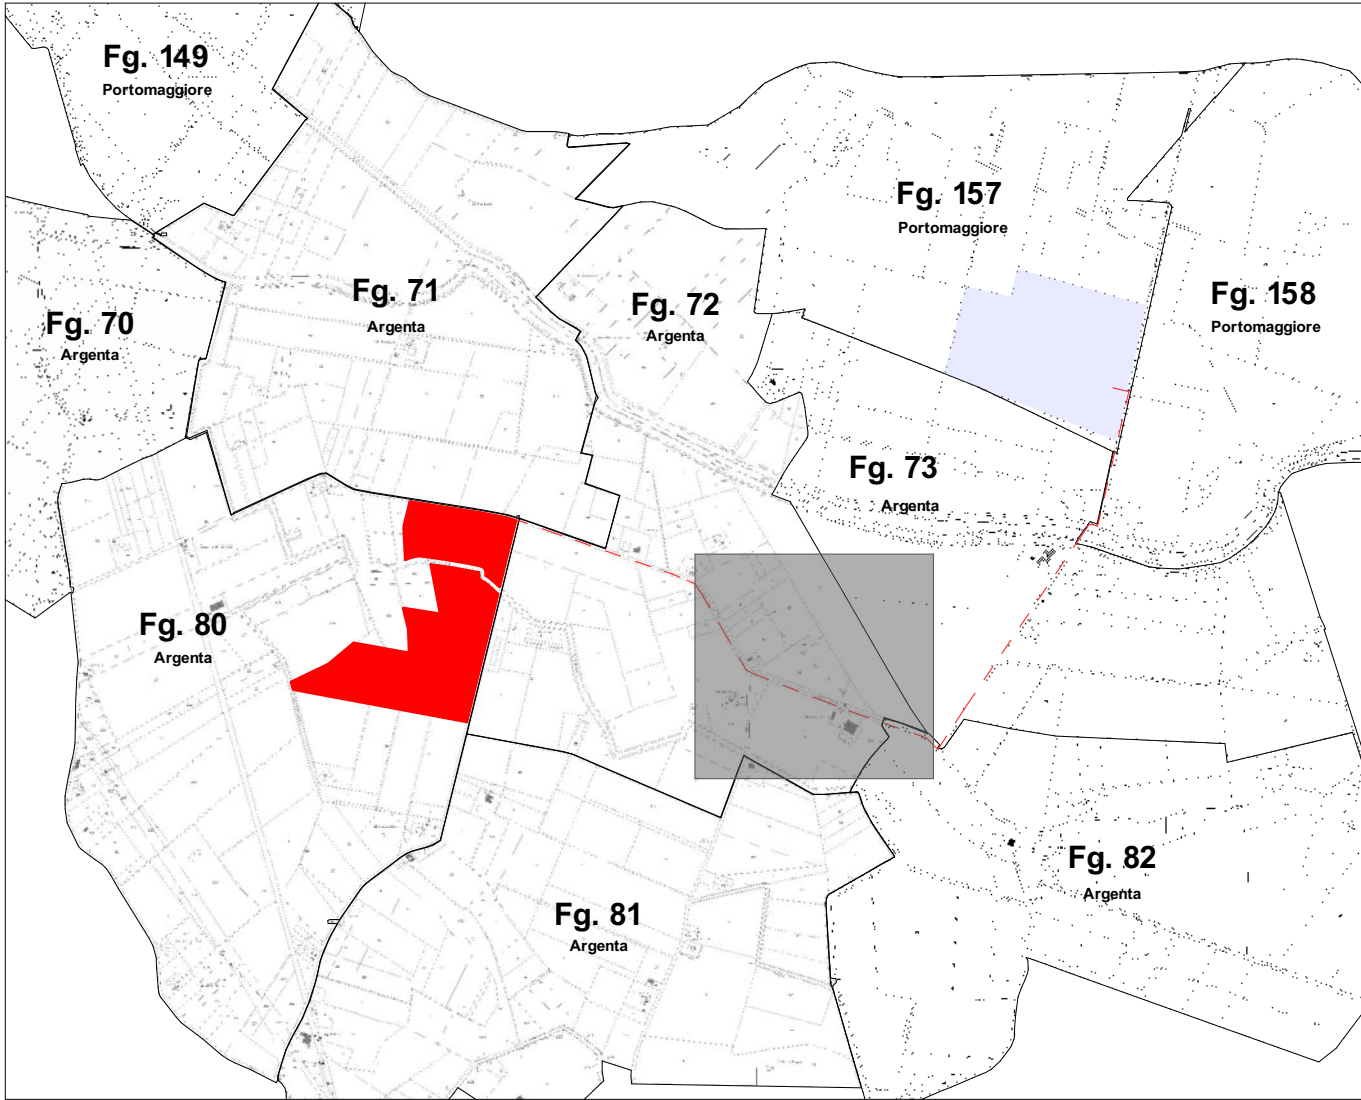 Fg. 149
Portomaggiore
Fg. 157
Portomaggiore
Fg. 71
Argenta
Fg. 72
Argenta
Fg. 158
Portomaggiore
Fg. 70
Argenta
Fg. 73
Argenta
Fg. 80
Argenta
Fg. 82
Argenta
Fg. 81
Argenta